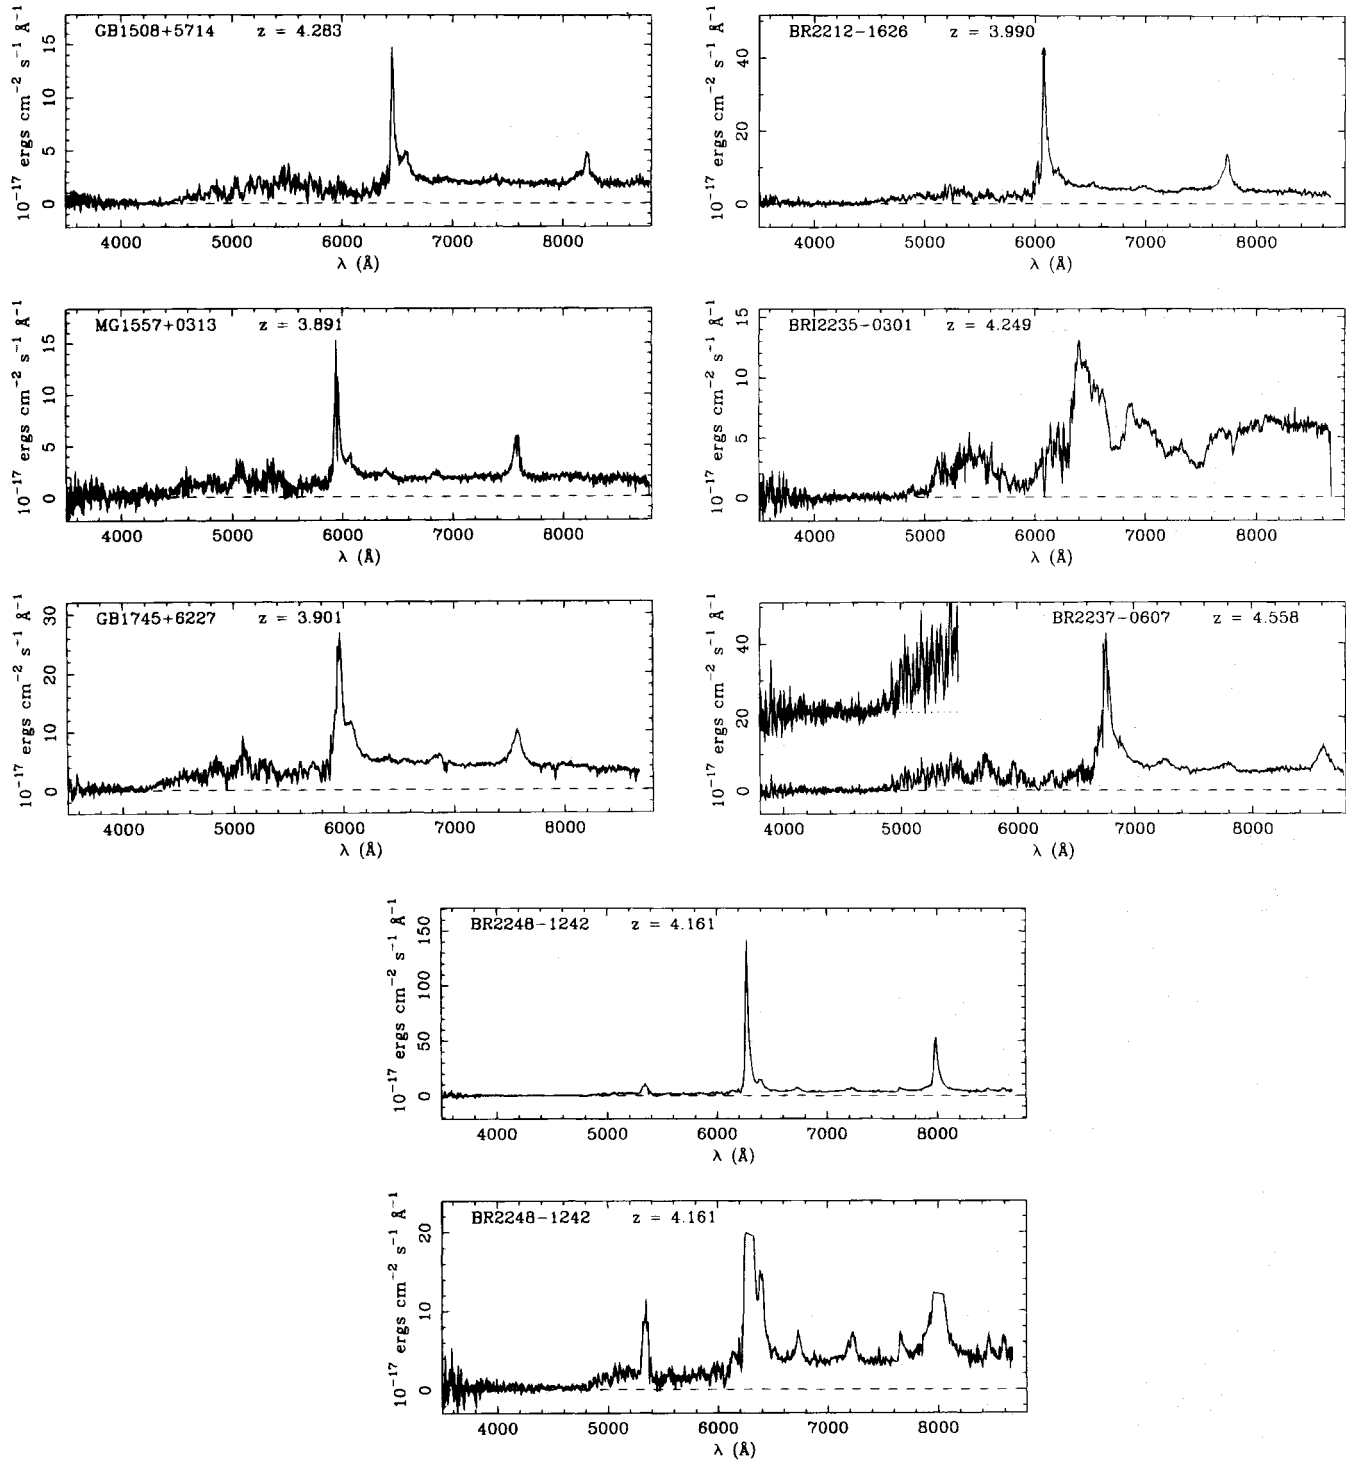 GB1508+5714 z = 4.283
10⁻¹⁷ ergs cm⁻² s⁻¹ Å⁻¹
15
10
5
0
4000 5000 6000 7000 8000
λ (Å)
BR2212-1626 z = 3.990
10⁻¹⁷ ergs cm⁻² s⁻¹ Å⁻¹
40
20
0
4000 5000 6000 7000 8000
λ (Å)
MG1557+0313 z = 3.891
10⁻¹⁷ ergs cm⁻² s⁻¹ Å⁻¹
15
10
5
0
4000 5000 6000 7000 8000
λ (Å)
BRI2235-0301 z = 4.249
10⁻¹⁷ ergs cm⁻² s⁻¹ Å⁻¹
15
10
5
0
4000 5000 6000 7000 8000
λ (Å)
GB1745+6227 z = 3.901
10⁻¹⁷ ergs cm⁻² s⁻¹ Å⁻¹
30
20
10
0
4000 5000 6000 7000 8000
λ (Å)
BR2237-0607 z = 4.558
10⁻¹⁷ ergs cm⁻² s⁻¹ Å⁻¹
40
20
0
4000 5000 6000 7000 8000
λ (Å)
BR2248-1242 z = 4.161
10⁻¹⁷ ergs cm⁻² s⁻¹ Å⁻¹
150
100
50
0
4000 5000 6000 7000 8000
λ (Å)
BR2248-1242 z = 4.161
10⁻¹⁷ ergs cm⁻² s⁻¹ Å⁻¹
20
10
0
4000 5000 6000 7000 8000
λ (Å)